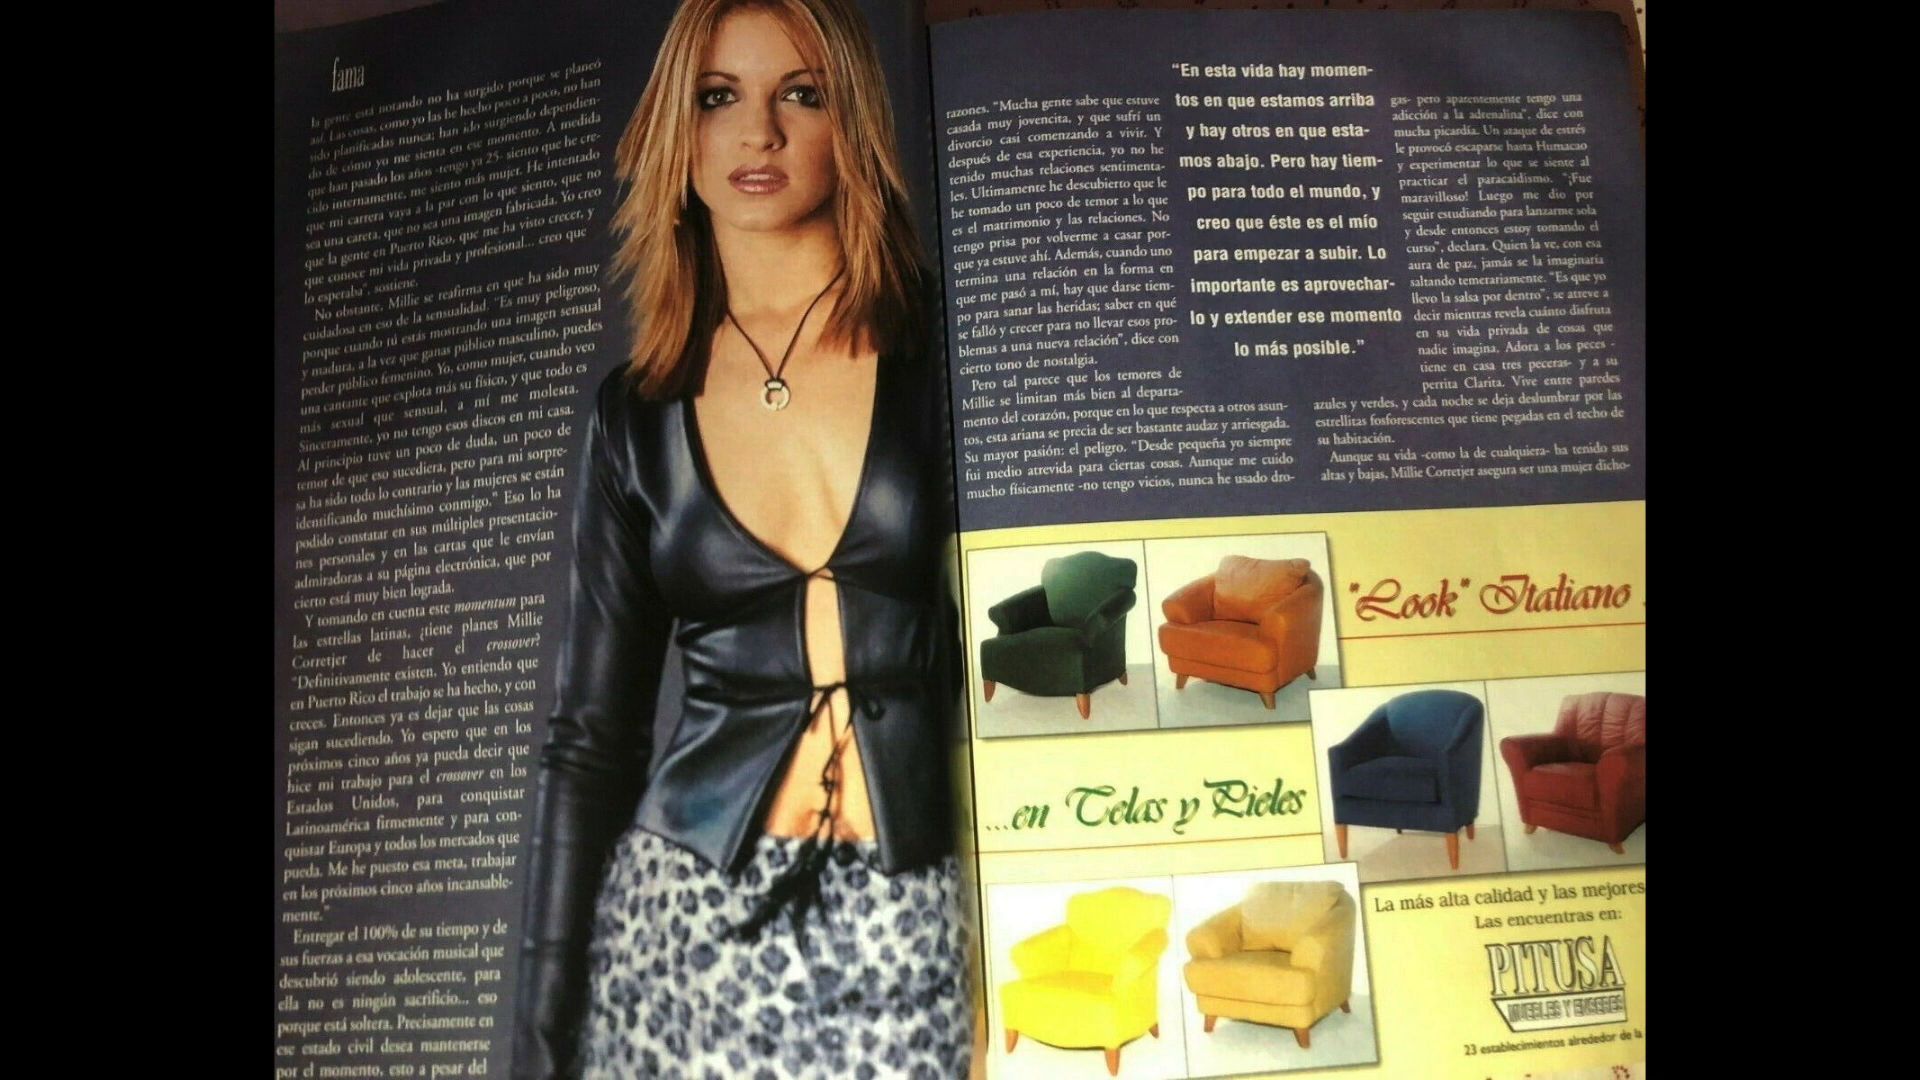 fama
la gente está notando no ha surgido porque se planeó
así. Las cosas, como yo las he hecho poco a poco, no han
sido planificadas nunca; han ido surgiendo dependien-
do de cómo yo me sienta en ese momento. A medida
que han pasado los años -tengo ya 25- siento que he cre-
cido internamente, me siento más mujer. He intentado
que mi carrera vaya a la par con lo que siento, que no
sea una careta, que no sea una imagen fabricada. Yo creo
que la gente en Puerto Rico, que me ha visto crecer, y
que conoce mi vida privada y profesional... creo que
lo esperaba", sostiene.
No obstante, Millie se reafirma en que ha sido muy
cuidadosa en eso de la sensualidad. "Es muy peligroso,
porque cuando tú estás mostrando una imagen sensual
y madura, a la vez que ganas público masculino, puedes
perder público femenino. Yo, como mujer, cuando veo
una cantante que explota más su físico, y que todo es
más sexual que sensual, a mí me molesta.
Sinceramente, yo no tengo esos discos en mi casa.
Al principio tuve un poco de duda, un poco de
temor de que eso sucediera, pero para mi sorpre-
sa ha sido todo lo contrario y las mujeres se están
identificando muchísimo conmigo." Eso lo ha
podido constatar en sus múltiples presentacio-
nes personales y en las cartas que le envían
admiradoras a su página electrónica, que por
cierto está muy bien lograda.
Y tomando en cuenta este momentum para
las estrellas latinas, ¿tiene planes Millie
Corretjer de hacer el crossover?
"Definitivamente existen. Yo entiendo que
en Puerto Rico el trabajo se ha hecho, y con
creces. Entonces ya es dejar que las cosas
sigan sucediendo. Yo espero que en los
próximos cinco años ya pueda decir que
hice mi trabajo para el crossover en los
Estados Unidos, para conquistar
Latinoamérica firmemente y para con-
quistar Europa y todos los mercados que
pueda. Me he puesto esa meta, trabajar
en los próximos cinco años incansable-
mente."
Entregar el 100% de su tiempo y de
sus fuerzas a esa vocación musical que
descubrió siendo adolescente, para
ella no es ningún sacrificio... eso
porque está soltera. Precisamente en
ese estado civil desea mantenerse
por el momento, esto a pesar del
razones. "Mucha gente sabe que estuve
casada muy jovencita, y que sufrí un
divorcio casi comenzando a vivir. Y
después de esa experiencia, yo no he
tenido muchas relaciones sentimenta-
les. Ultimamente he descubierto que le
he tomado un poco de temor a lo que
es el matrimonio y las relaciones. No
tengo prisa por volverme a casar por-
que ya estuve ahí. Además, cuando uno
termina una relación en la forma en
que me pasó a mí, hay que darse tiem-
po para sanar las heridas; saber en qué
se falló y crecer para no llevar esos pro-
blemas a una nueva relación", dice con
cierto tono de nostalgia.
Pero tal parece que los temores de
Millie se limitan más bien al departa-
mento del corazón, porque en lo que respecta a otros asun-
tos, esta ariana se precia de ser bastante audaz y arriesgada.
Su mayor pasión: el peligro. "Desde pequeña yo siempre
fui medio atrevida para ciertas cosas. Aunque me cuido
mucho físicamente -no tengo vicios, nunca he usado dro-
"En esta vida hay momen-
tos en que estamos arriba
y hay otros en que esta-
mos abajo. Pero hay tiem-
po para todo el mundo, y
creo que éste es el mío
para empezar a subir. Lo
importante es aprovechar-
lo y extender ese momento
lo más posible."
gas- pero aparentemente tengo una
adicción a la adrenalina", dice con
mucha picardía. Un ataque de estrés
le provocó escaparse hasta Humacao
y experimentar lo que se siente al
practicar el paracaidismo. "¡Fue
maravilloso! Luego me dio por
seguir estudiando para lanzarme sola
y desde entonces estoy tomando el
curso", declara. Quien la ve, con esa
aura de paz, jamás se la imaginaría
saltando temerariamente. "Es que yo
llevo la salsa por dentro", se atreve a
decir mientras revela cuánto disfruta
en su vida privada de cosas que
nadie imagina. Adora a los peces -
tiene en casa tres peceras- y a su
perrita Clarita. Vive entre paredes
azules y verdes, y cada noche se deja deslumbrar por las
estrellitas fosforescentes que tiene pegadas en el techo de
su habitación.
Aunque su vida -como la de cualquiera- ha tenido sus
altas y bajas, Millie Corretjer asegura ser una mujer dicho-
"Look" Italiano
...en Telas y Pieles
La más alta calidad y las mejores
Las encuentras en:
PITUSA
MUEBLES Y ENSERES
23 establecimientos alrededor de la